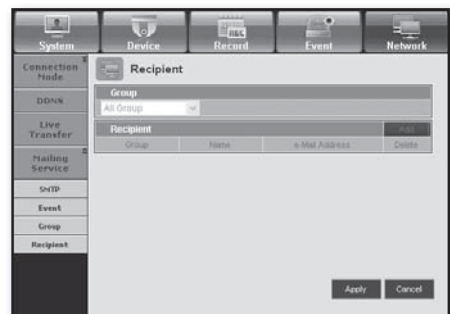 System Device Record Event Network
Connection Mode
Recipient
Group
DDNS
All Group
Live Transfer
Recipient Add
Group Name e-Mail Address Delete
Mailing Service
SMTP
Event
Group
Recipient
Apply Cancel